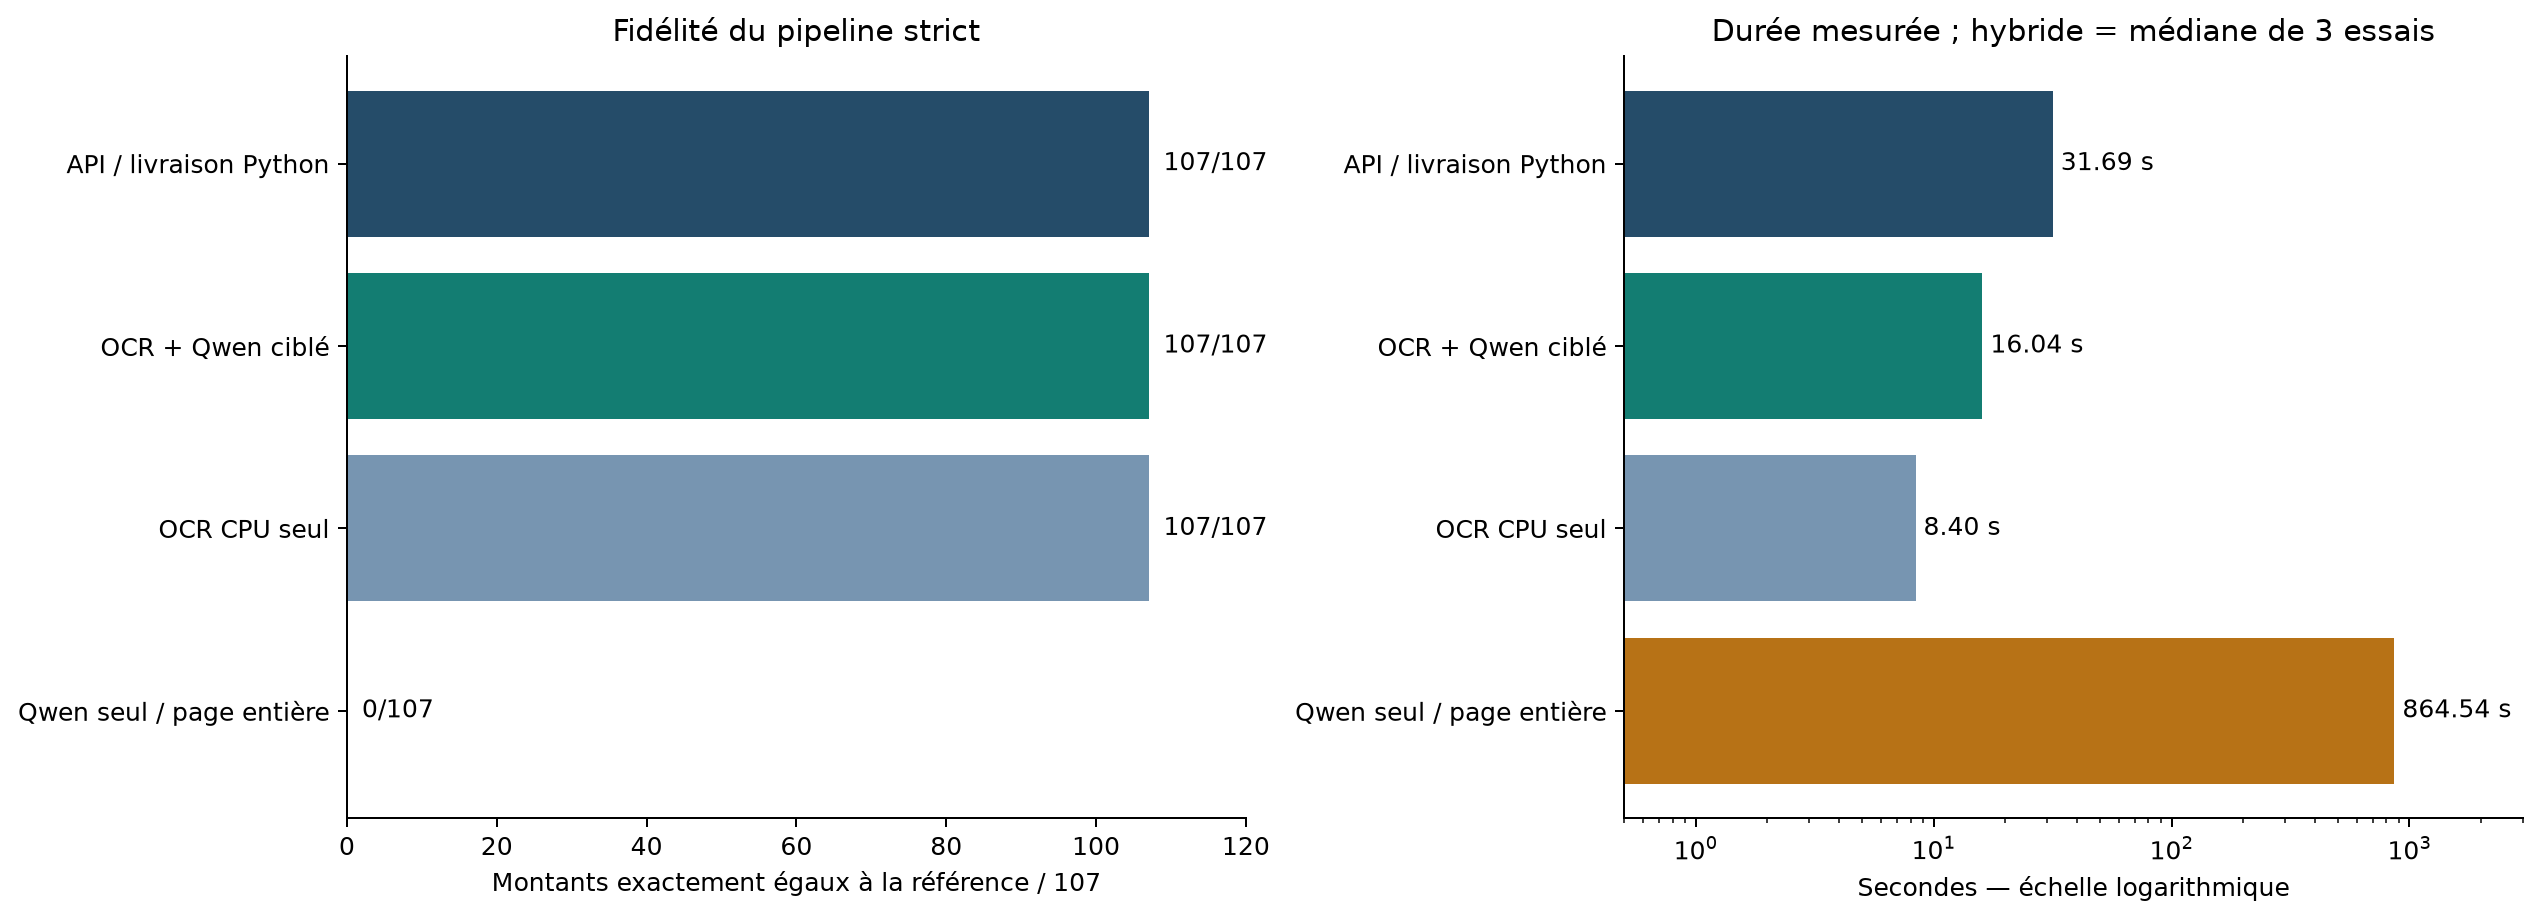 Fidélité du pipeline strict
API / livraison Python
107/107
OCR + Qwen ciblé
107/107
OCR CPU seul
107/107
Qwen seul / page entière
0/107
0 20 40 60 80 100 120
Montants exactement égaux à la référence / 107
Durée mesurée ; hybride = médiane de 3 essais
API / livraison Python
31.69 s
OCR + Qwen ciblé
16.04 s
OCR CPU seul
8.40 s
Qwen seul / page entière
864.54 s
10⁰ 10¹ 10² 10³
Secondes — échelle logarithmique